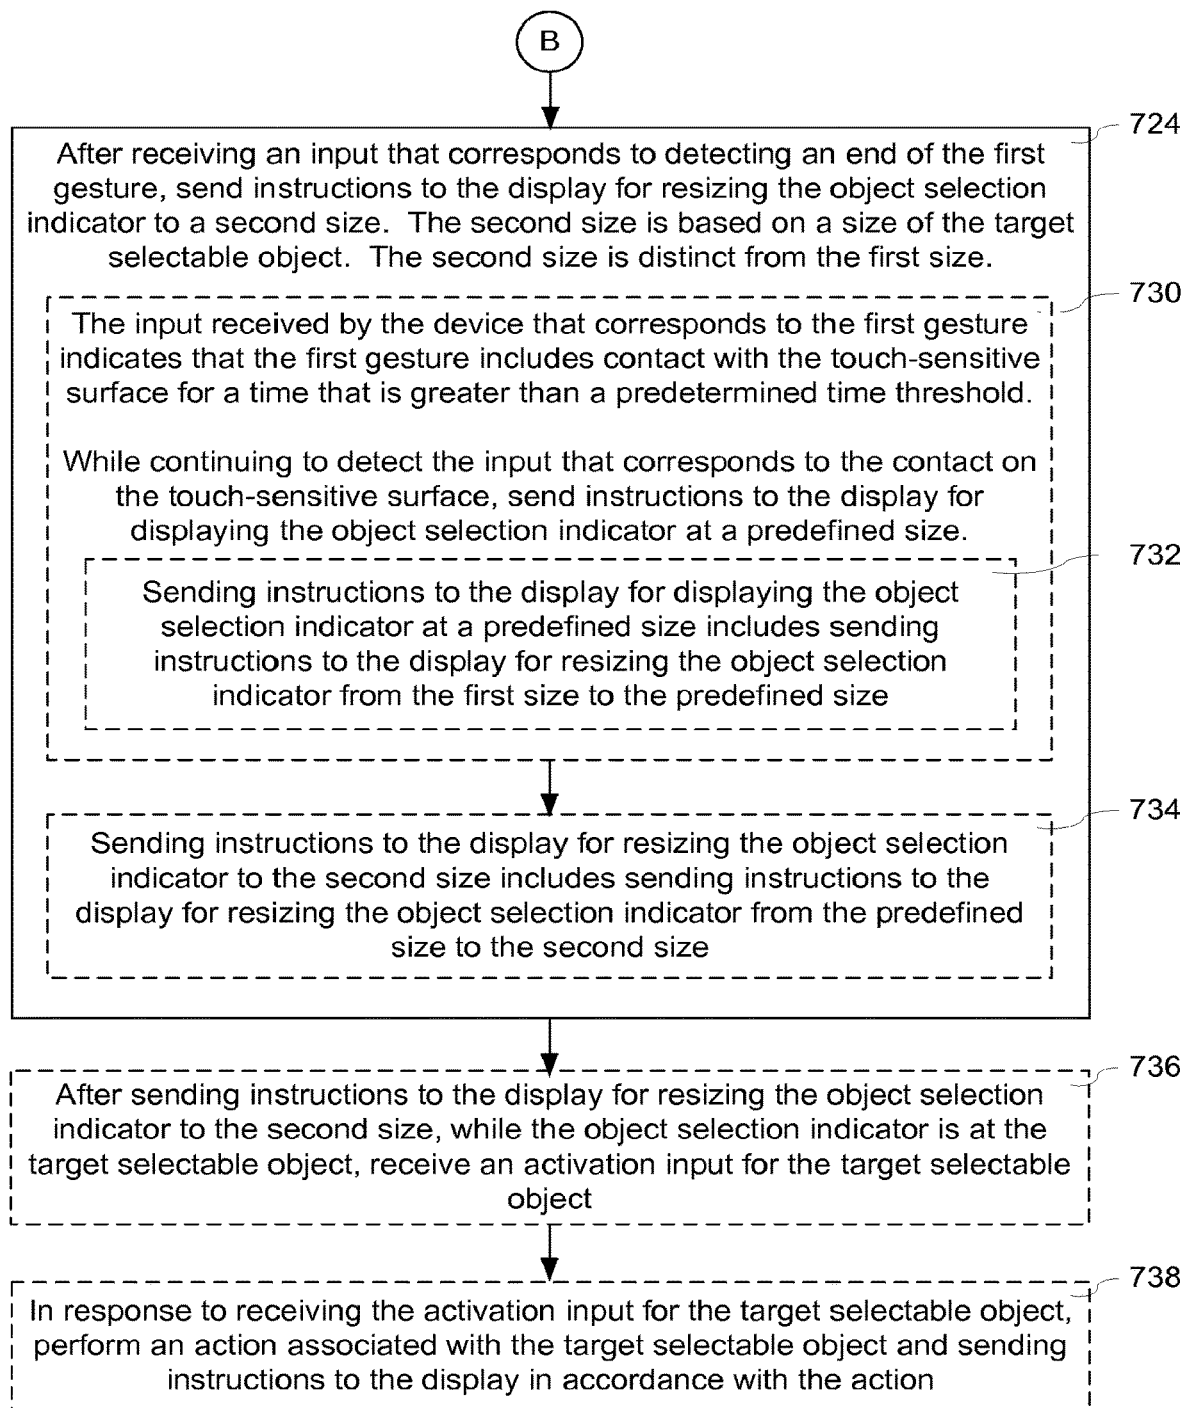 B
724
After receiving an input that corresponds to detecting an end of the first
gesture, send instructions to the display for resizing the object selection
indicator to a second size.  The second size is based on a size of the target
selectable object.  The second size is distinct from the first size.
730
The input received by the device that corresponds to the first gesture
indicates that the first gesture includes contact with the touch-sensitive
surface for a time that is greater than a predetermined time threshold.
While continuing to detect the input that corresponds to the contact on
the touch-sensitive surface, send instructions to the display for
displaying the object selection indicator at a predefined size.
732
Sending instructions to the display for displaying the object
selection indicator at a predefined size includes sending
instructions to the display for resizing the object selection
indicator from the first size to the predefined size
734
Sending instructions to the display for resizing the object selection
indicator to the second size includes sending instructions to the
display for resizing the object selection indicator from the predefined
size to the second size
736
After sending instructions to the display for resizing the object selection
indicator to the second size, while the object selection indicator is at the
target selectable object, receive an activation input for the target selectable
object
738
In response to receiving the activation input for the target selectable object,
perform an action associated with the target selectable object and sending
instructions to the display in accordance with the action